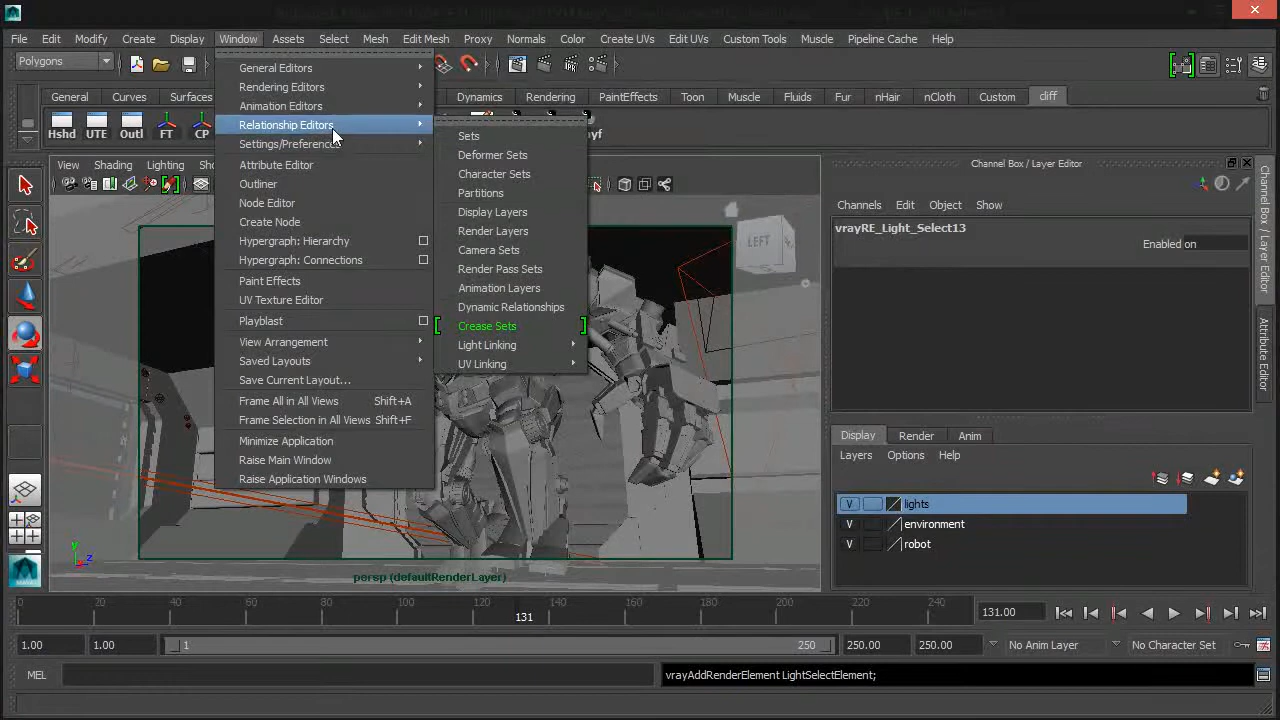 File Edit Modify Create Display Window Assets Select Mesh Edit Mesh Proxy Normals Color Create UVs Edit UVs Custom Tools Muscle Pipeline Cache Help
Polygons
General Curves Surfaces Dynamics Rendering PaintEffects Toon Muscle Fluids Fur nHair nCloth Custom diff
Hshd UTE Outl FT CP
View Shading Lighting
General Editors
Rendering Editors
Animation Editors
Relationship Editors
Settings/Preferences
Attribute Editor
Outliner
Node Editor
Create Node
Hypergraph: Hierarchy
Hypergraph: Connections
Paint Effects
UV Texture Editor
Playblast
View Arrangement
Saved Layouts
Save Current Layout...
Frame All in All Views Shift+A
Frame Selection in All Views Shift+F
Minimize Application
Raise Main Window
Raise Application Windows
Sets
Deformer Sets
Character Sets
Partitions
Display Layers
Render Layers
Camera Sets
Render Pass Sets
Animation Layers
Dynamic Relationships
Crease Sets
Light Linking
UV Linking
LEFT
persp (defaultRenderLayer)
Channel Box / Layer Editor
Channels Edit Object Show
vrayRE_Light_Select13
Enabled on
Display Render Anim
Layers Options Help
V lights
V environment
V robot
Channel Box / Layer Editor
Attribute Editor
0 20 40 60 80 100 120 140 160 180 200 220 240
131
131.00
1.00 1.00 1 250 250.00 250.00 No Anim Layer No Character Set
MEL vrayAddRenderElement LightSelectElement;